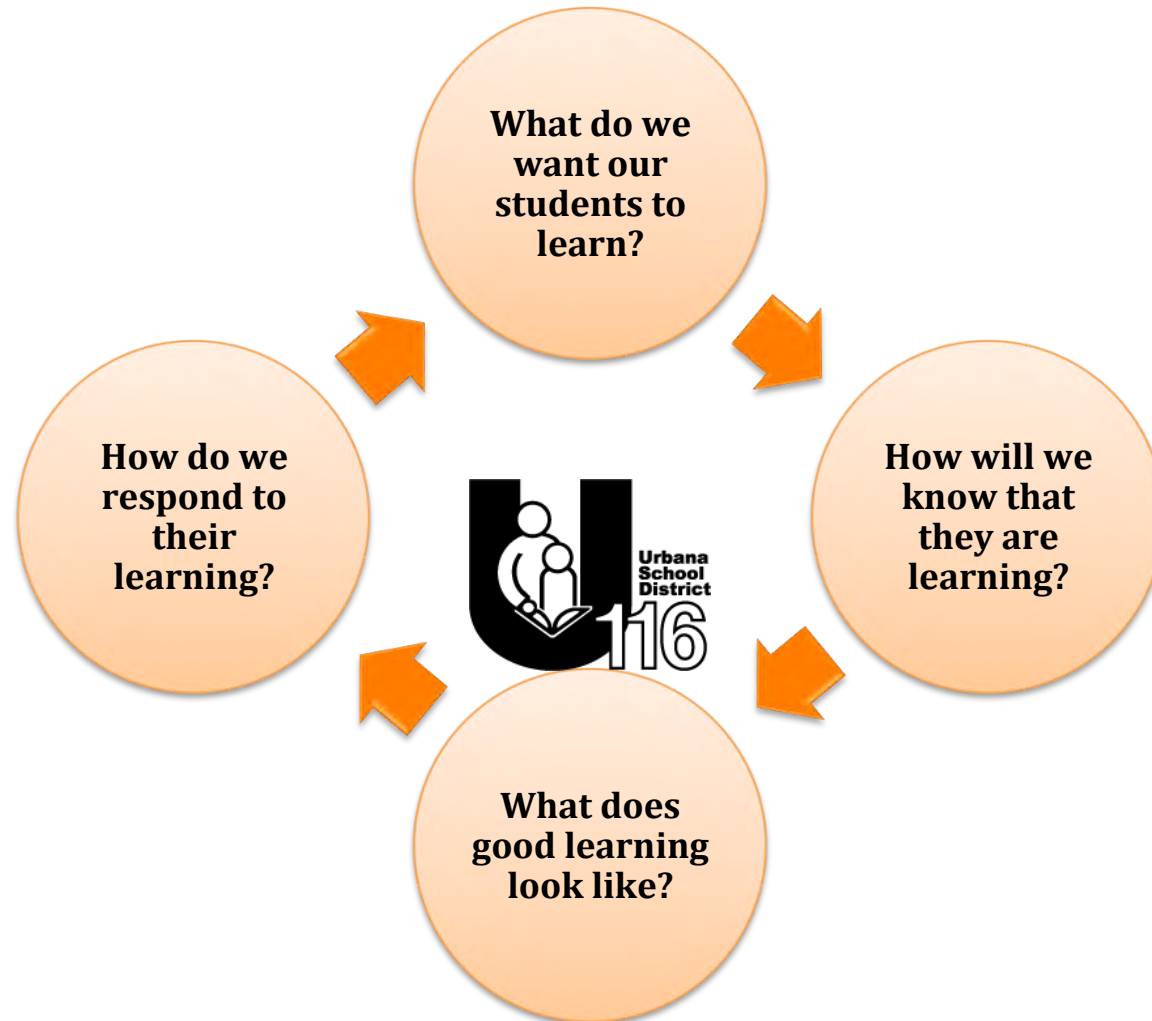 What do we
want our
students to
learn?
How will we
know that
they are
learning?
What does
good learning
look like?
How do we
respond to
their
learning?
U
Urbana
School
District
116